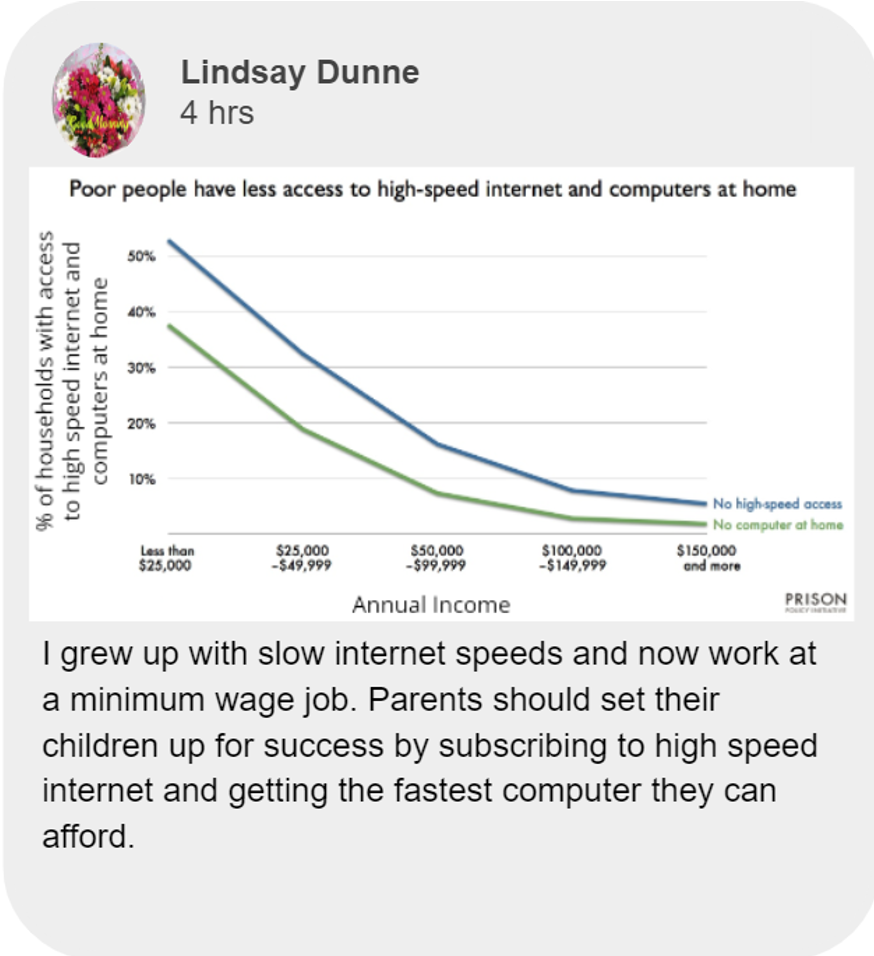 Good Morning
Lindsay Dunne
4 hrs
Poor people have less access to high-speed internet and computers at home
% of households with access
to high speed internet and
computers at home
50%
40%
30%
20%
10%
No high-speed access
No computer at home
Less than
$25,000
$25,000
-$49,999
$50,000
-$99,999
$100,000
-$149,999
$150,000
and more
Annual Income
PRISON
POLICY INITIATIVE
I grew up with slow internet speeds and now work at
a minimum wage job. Parents should set their
children up for success by subscribing to high speed
internet and getting the fastest computer they can
afford.